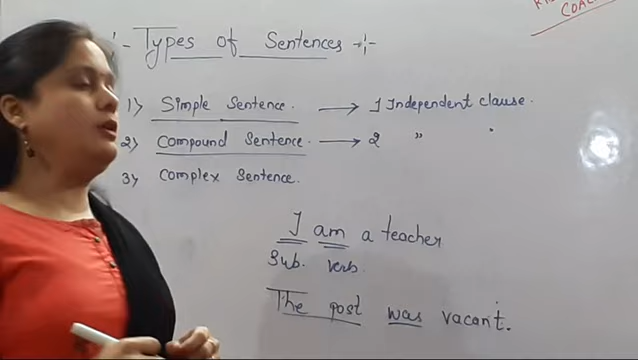 Types of Sentences
1) Simple Sentence. → 1 Independent clause.
2) Compound Sentence. → 2 " .
3) Complex Sentence.
I am a teacher
Sub. verb.
The post was vacant.
COAC